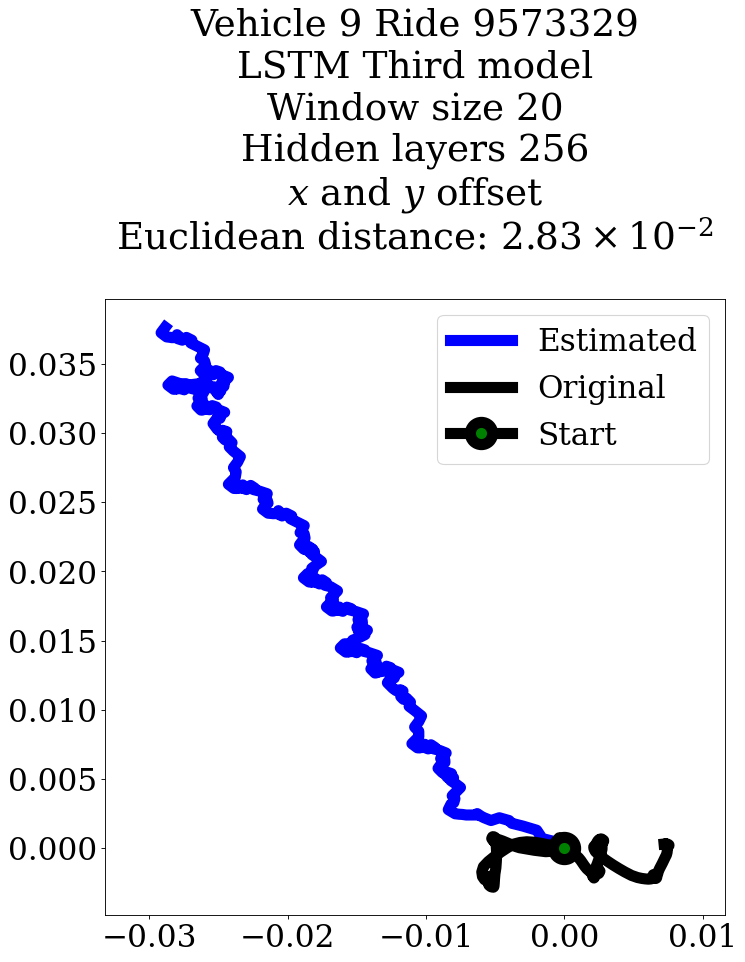 Vehicle 9 Ride 9573329
LSTM Third model
Window size 20
Hidden layers 256
x and y offset
Euclidean distance: 2.83 × 10⁻²
Estimated
Original
Start
0.035
0.030
0.025
0.020
0.015
0.010
0.005
0.000
−0.03 −0.02 −0.01 0.00 0.01